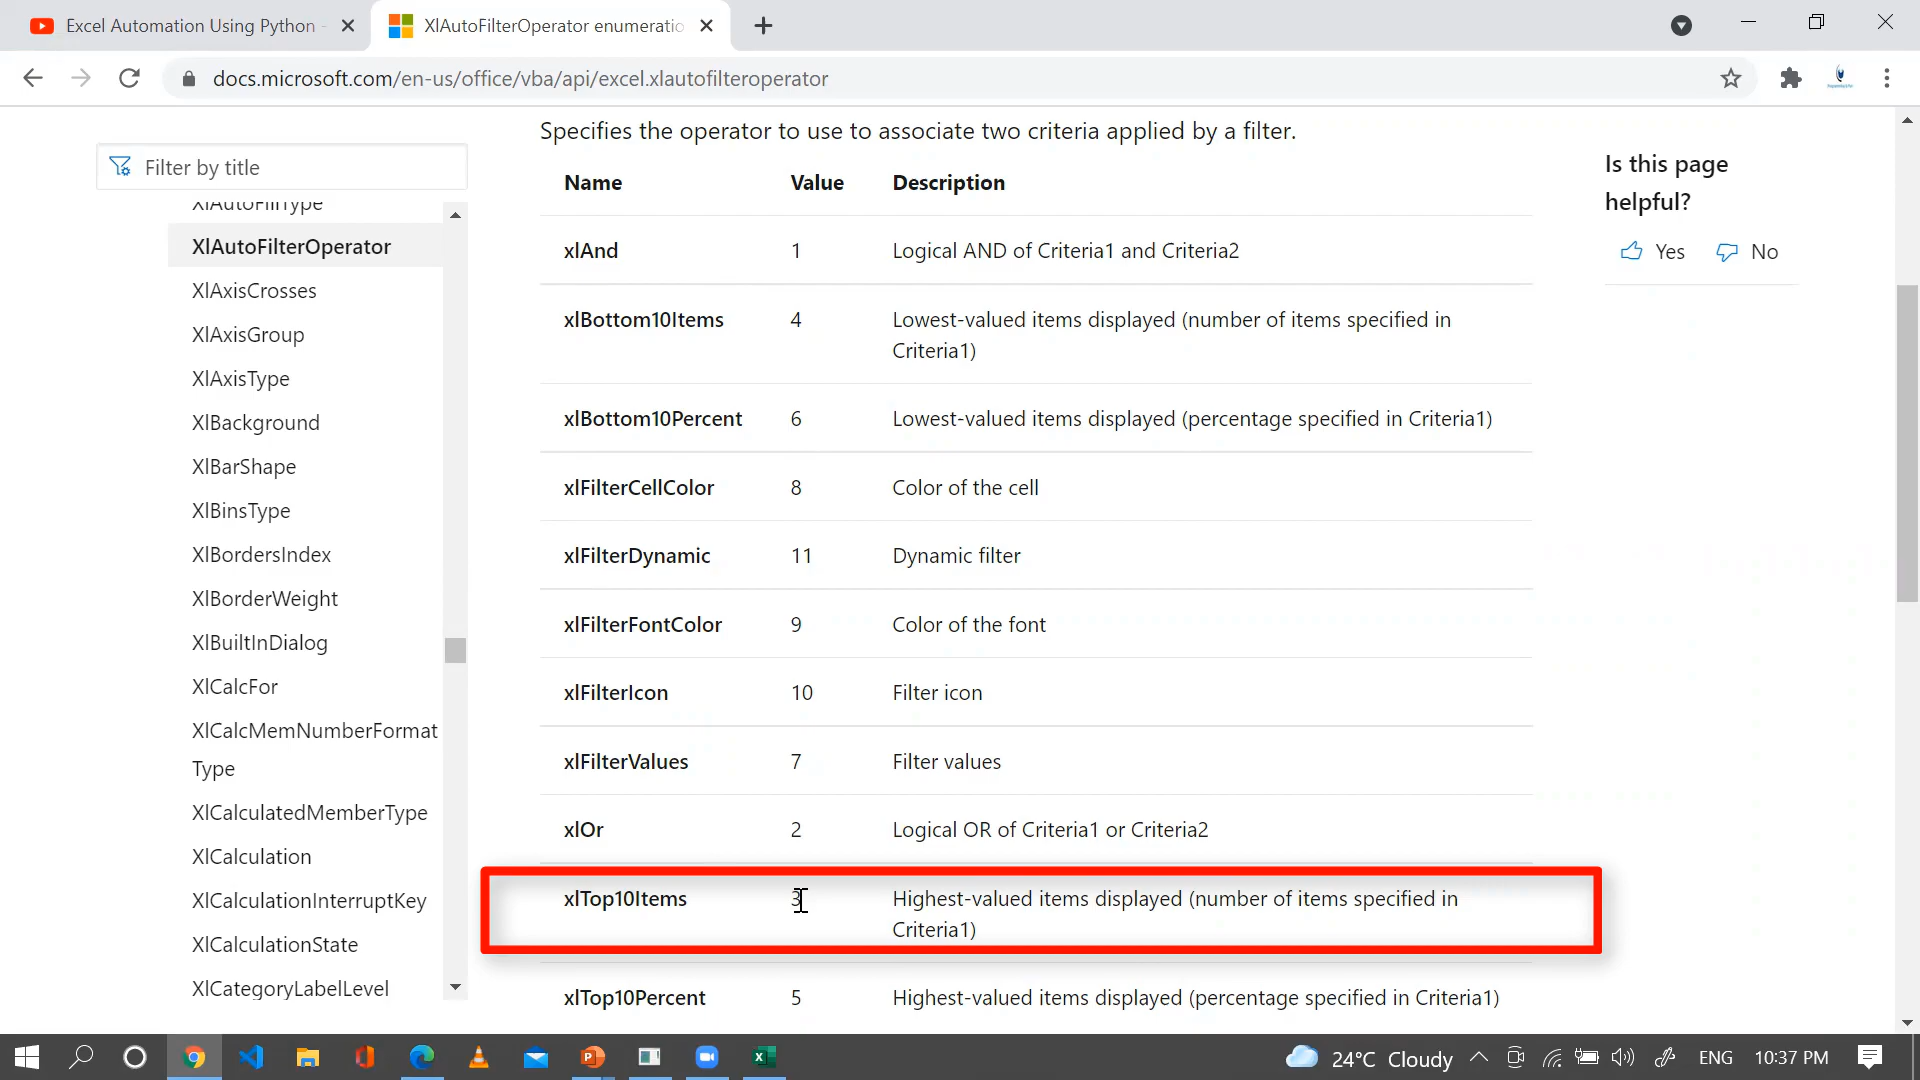 Excel Automation Using Python -
XlAutoFilterOperator enumeratio
docs.microsoft.com/en-us/office/vba/api/excel.xlautofilteroperator
Filter by title
XlAutoFillType
XlAutoFilterOperator
XlAxisCrosses
XlAxisGroup
XlAxisType
XlBackground
XlBarShape
XlBinsType
XlBordersIndex
XlBorderWeight
XlBuiltInDialog
XlCalcFor
XlCalcMemNumberFormat
Type
XlCalculatedMemberType
XlCalculation
XlCalculationInterruptKey
XlCalculationState
XlCategoryLabelLevel
Specifies the operator to use to associate two criteria applied by a filter.
Name Value Description
xlAnd 1 Logical AND of Criteria1 and Criteria2
xlBottom10Items 4 Lowest-valued items displayed (number of items specified in
Criteria1)
xlBottom10Percent 6 Lowest-valued items displayed (percentage specified in Criteria1)
xlFilterCellColor 8 Color of the cell
xlFilterDynamic 11 Dynamic filter
xlFilterFontColor 9 Color of the font
xlFilterIcon 10 Filter icon
xlFilterValues 7 Filter values
xlOr 2 Logical OR of Criteria1 or Criteria2
xlTop10Items 3 Highest-valued items displayed (number of items specified in
Criteria1)
xlTop10Percent 5 Highest-valued items displayed (percentage specified in Criteria1)
Is this page
helpful?
Yes No
24°C Cloudy ENG 10:37 PM